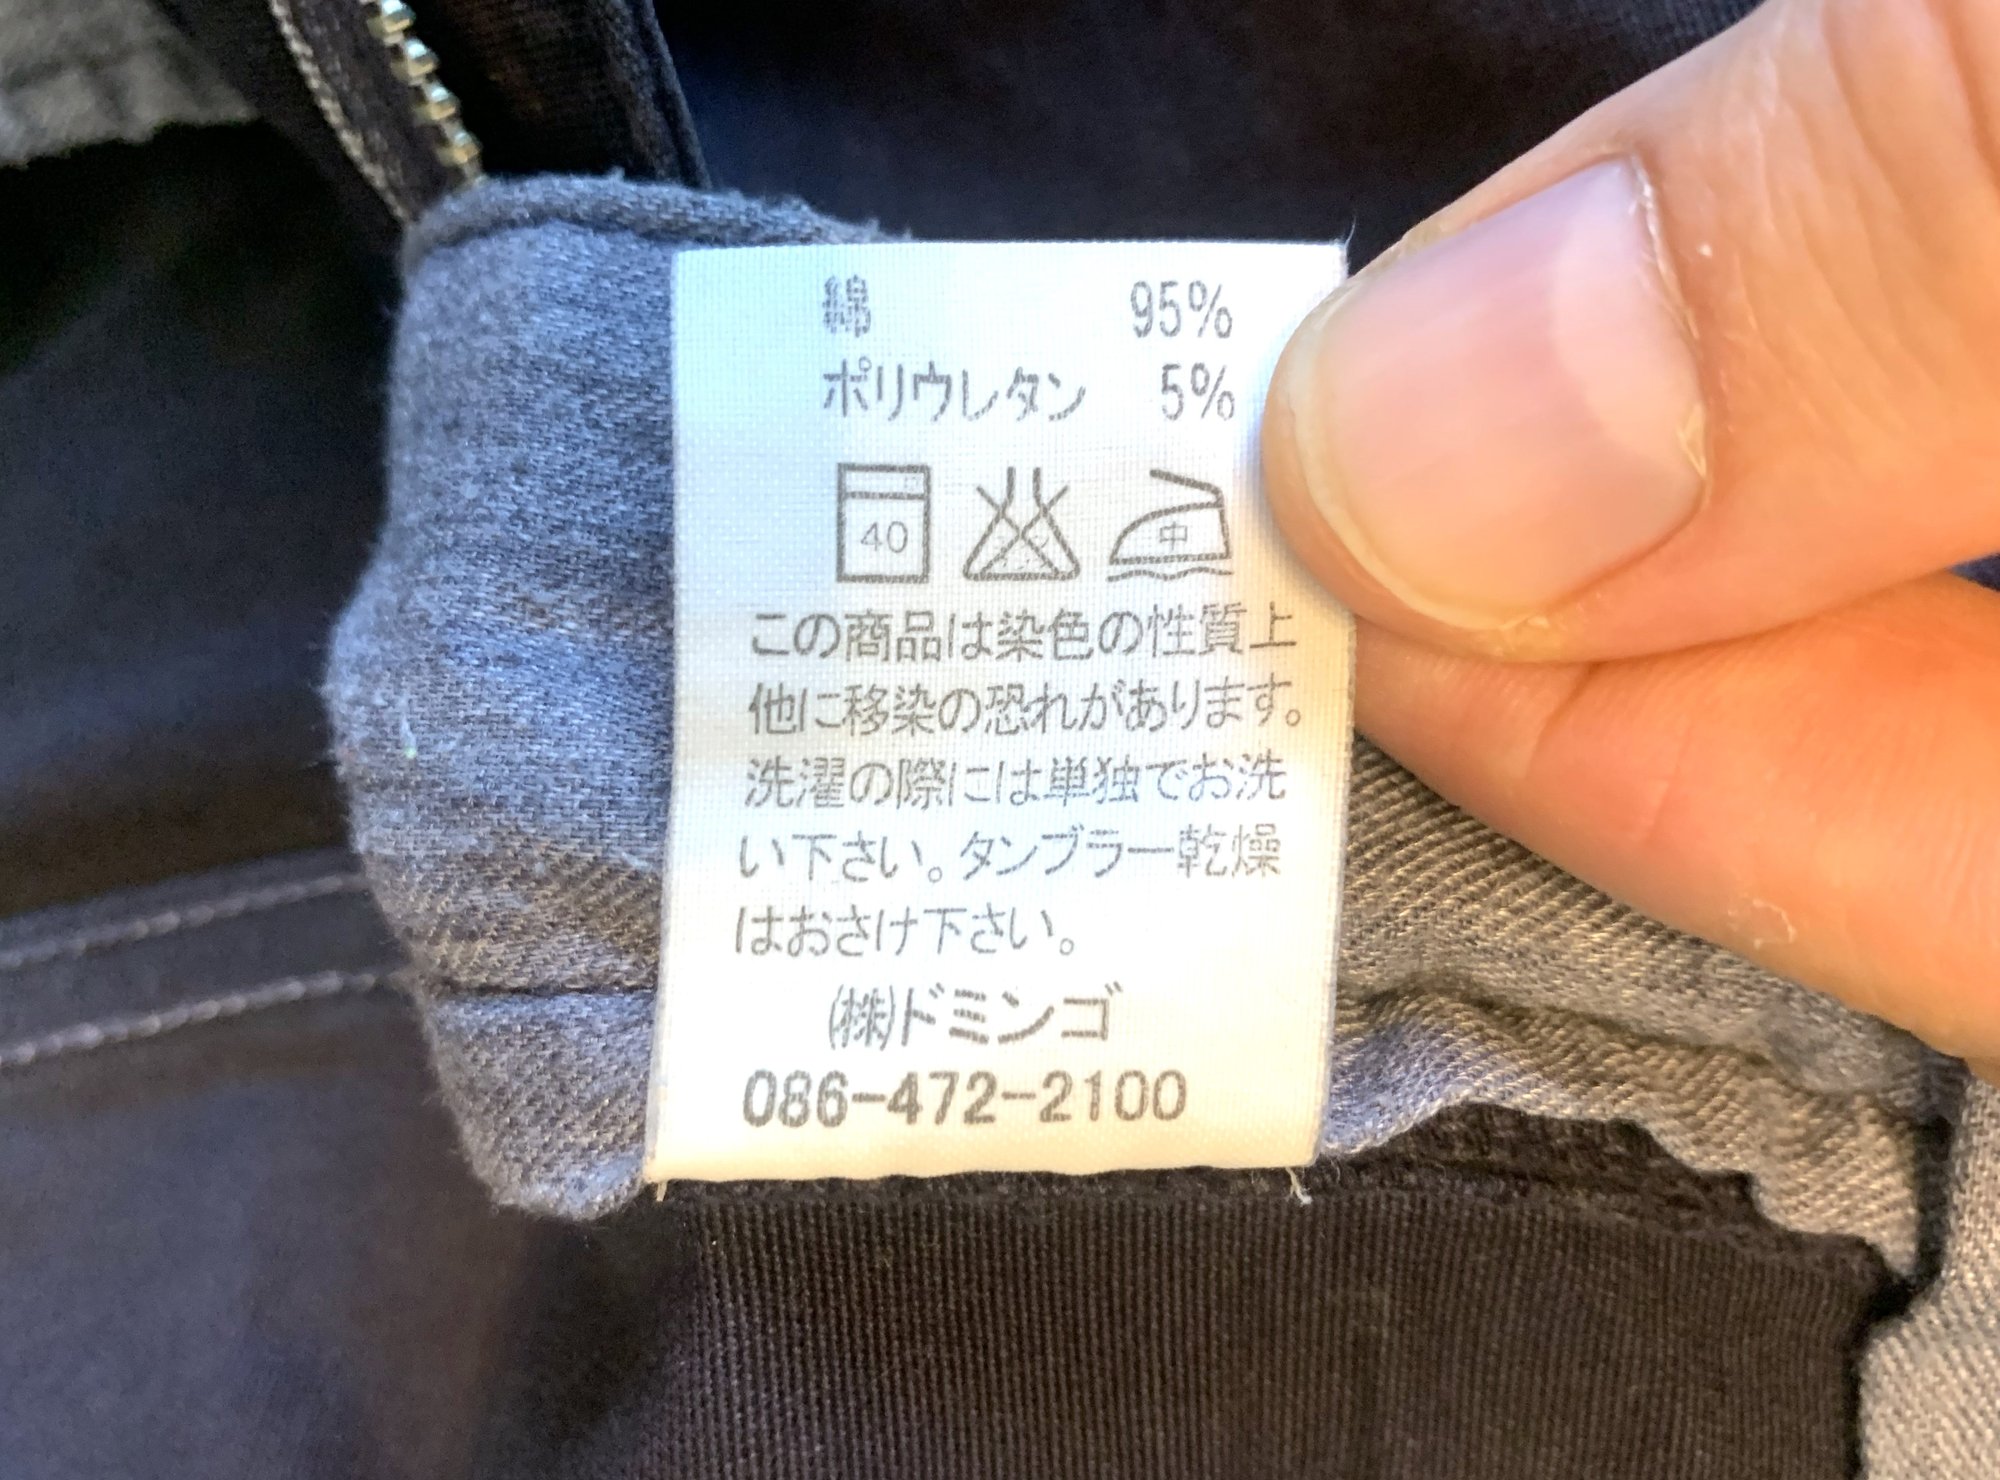 綿 95%
ポリウレタン 5%
40 中
この商品は染色の性質上
他に移染の恐れがあります。
洗濯の際には単独でお洗
い下さい。タンブラー乾燥
はおさけ下さい。
(株)ドミンゴ
086-472-2100